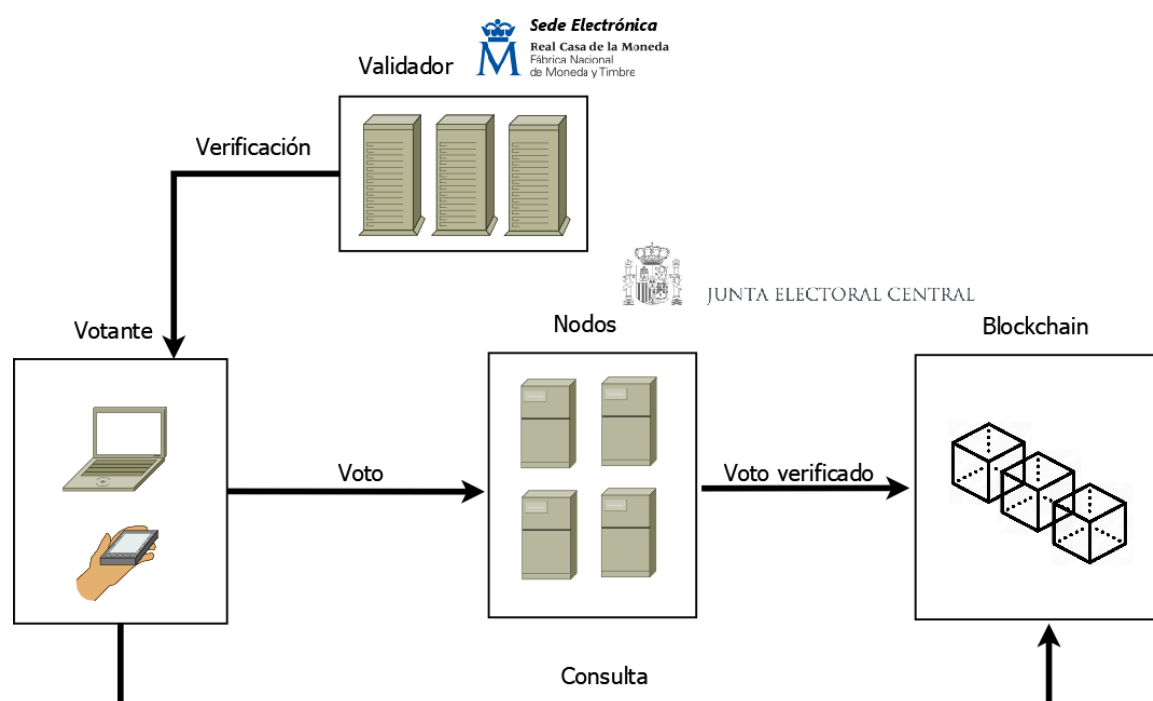 Sede Electrónica
Real Casa de la Moneda
Fábrica Nacional
de Moneda y Timbre
Validador
Verificación
JUNTA ELECTORAL CENTRAL
Votante
Nodos
Blockchain
Voto
Voto verificado
Consulta